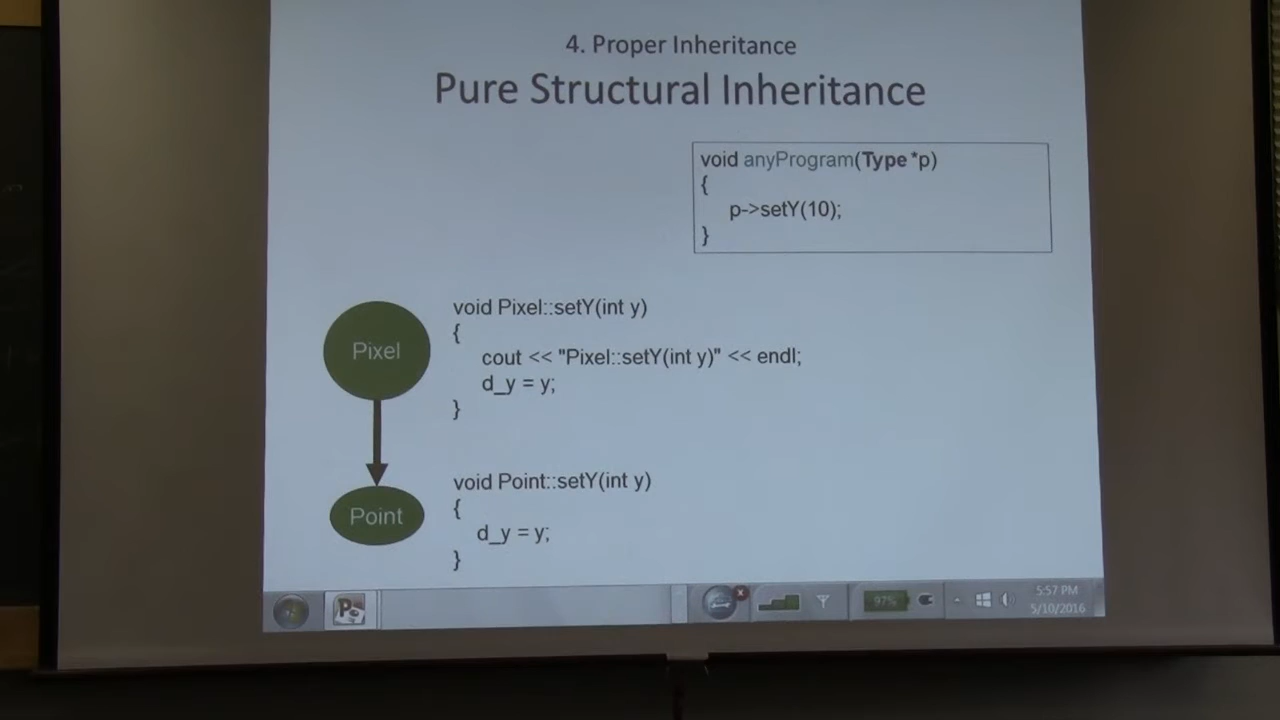 4. Proper Inheritance
Pure Structural Inheritance
void anyProgram(Type *p)
{
p->setY(10);
}
Pixel
void Pixel::setY(int y)
{
cout << "Pixel::setY(int y)" << endl;
d_y = y;
}
Point
void Point::setY(int y)
{
d_y = y;
}
P
97%
5:57 PM
5/10/2016